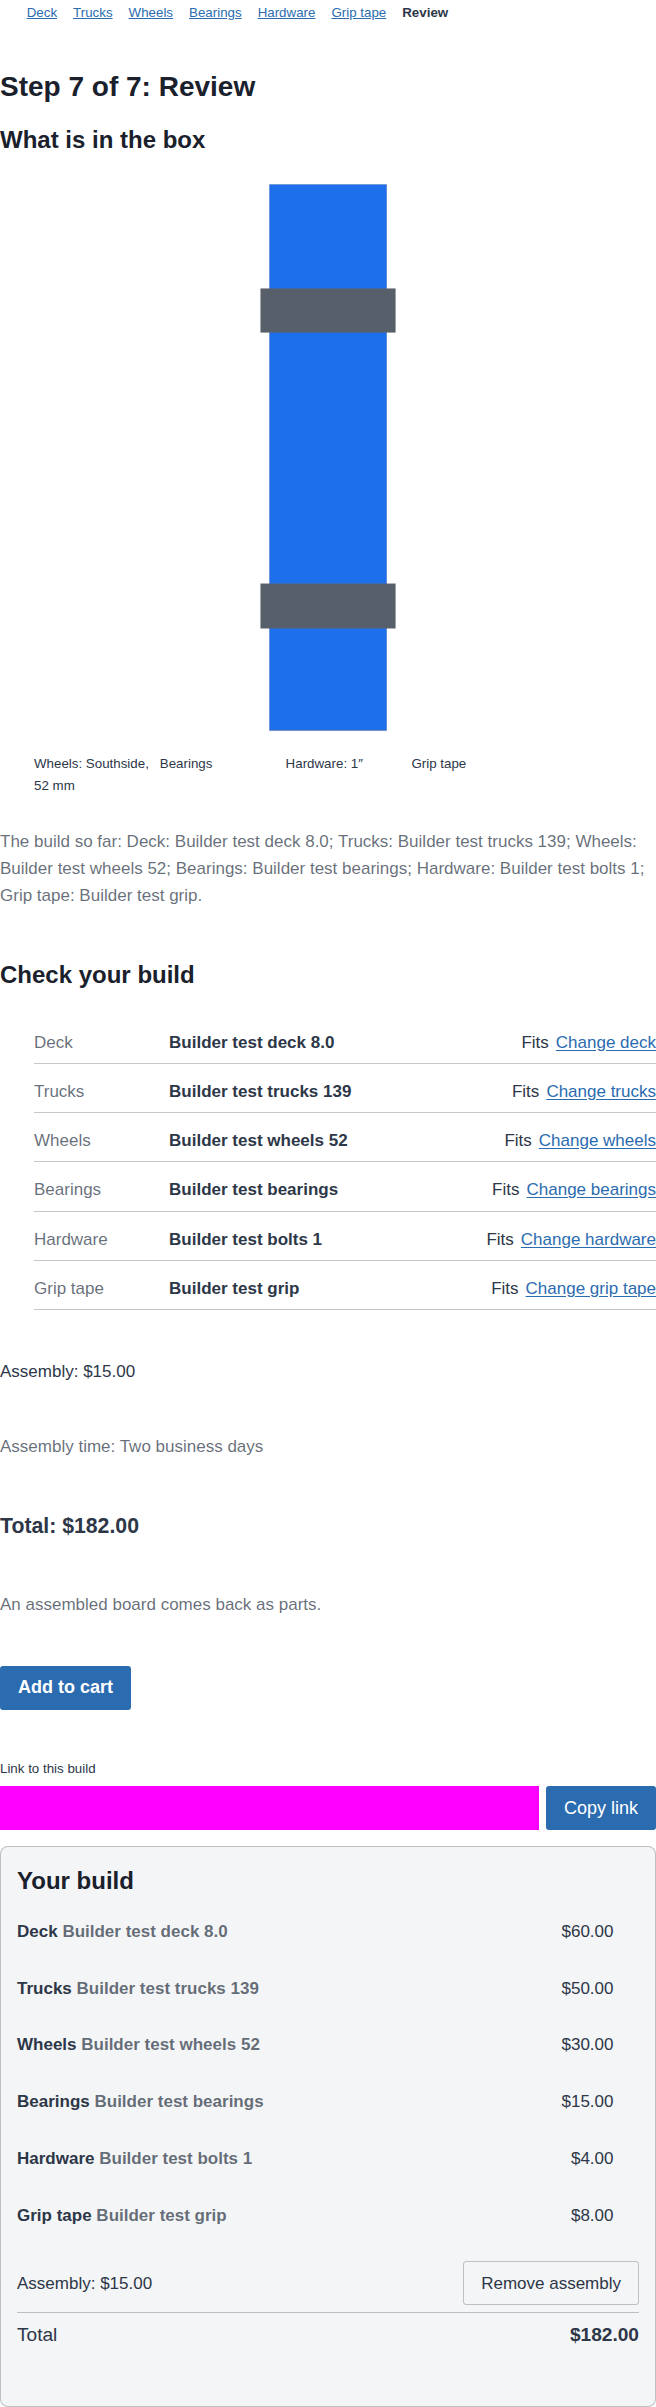 Deck Trucks Wheels Bearings Hardware Grip tape Review
Step 7 of 7: Review
What is in the box
Wheels: Southside, Bearings Hardware: 1″ Grip tape
52 mm
The build so far: Deck: Builder test deck 8.0; Trucks: Builder test trucks 139; Wheels:
Builder test wheels 52; Bearings: Builder test bearings; Hardware: Builder test bolts 1;
Grip tape: Builder test grip.
Check your build
Deck Builder test deck 8.0 Fits Change deck
Trucks Builder test trucks 139 Fits Change trucks
Wheels Builder test wheels 52 Fits Change wheels
Bearings Builder test bearings Fits Change bearings
Hardware Builder test bolts 1 Fits Change hardware
Grip tape Builder test grip Fits Change grip tape
Assembly: $15.00
Assembly time: Two business days
Total: $182.00
An assembled board comes back as parts.
Add to cart
Link to this build
Copy link
Your build
Deck Builder test deck 8.0 $60.00
Trucks Builder test trucks 139 $50.00
Wheels Builder test wheels 52 $30.00
Bearings Builder test bearings $15.00
Hardware Builder test bolts 1 $4.00
Grip tape Builder test grip $8.00
Assembly: $15.00 Remove assembly
Total $182.00